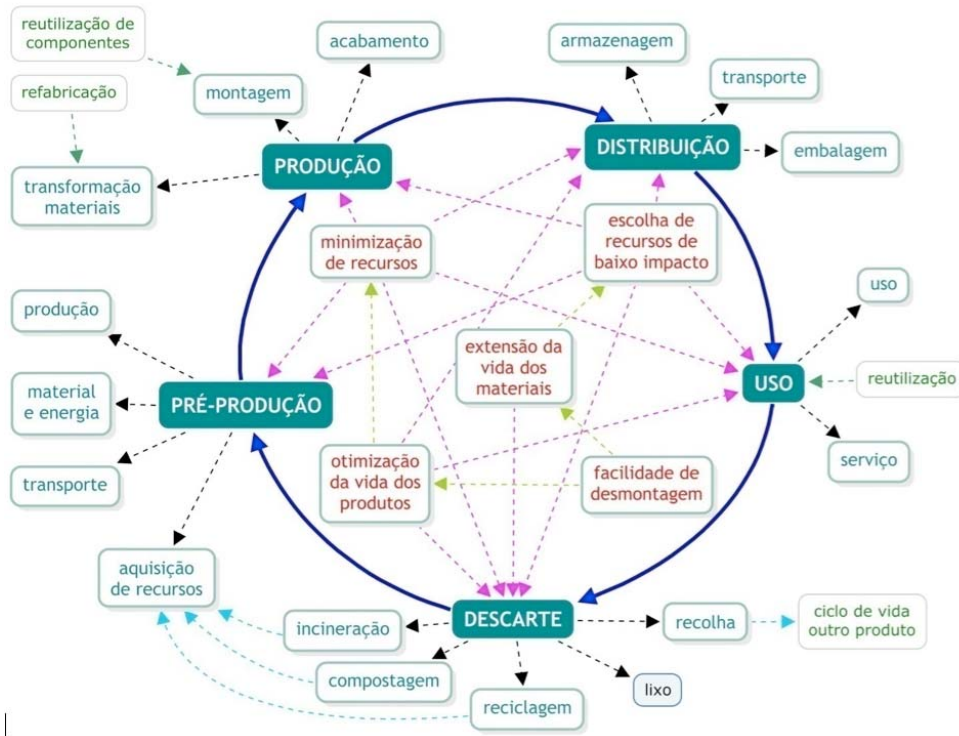 reutilização de
componentes
acabamento
armazenagem
refabricação
montagem
transporte
PRODUÇÃO
DISTRIBUIÇÃO
embalagem
transformação
materiais
minimização
de recursos
escolha de
recursos de
baixo impacto
produção
uso
extensão da
vida dos
materiais
material
e energia
PRÉ-PRODUÇÃO
USO
reutilização
transporte
otimização
da vida dos
produtos
facilidade de
desmontagem
serviço
aquisição
de recursos
incineração
DESCARTE
recolha
ciclo de vida
outro produto
compostagem
lixo
reciclagem